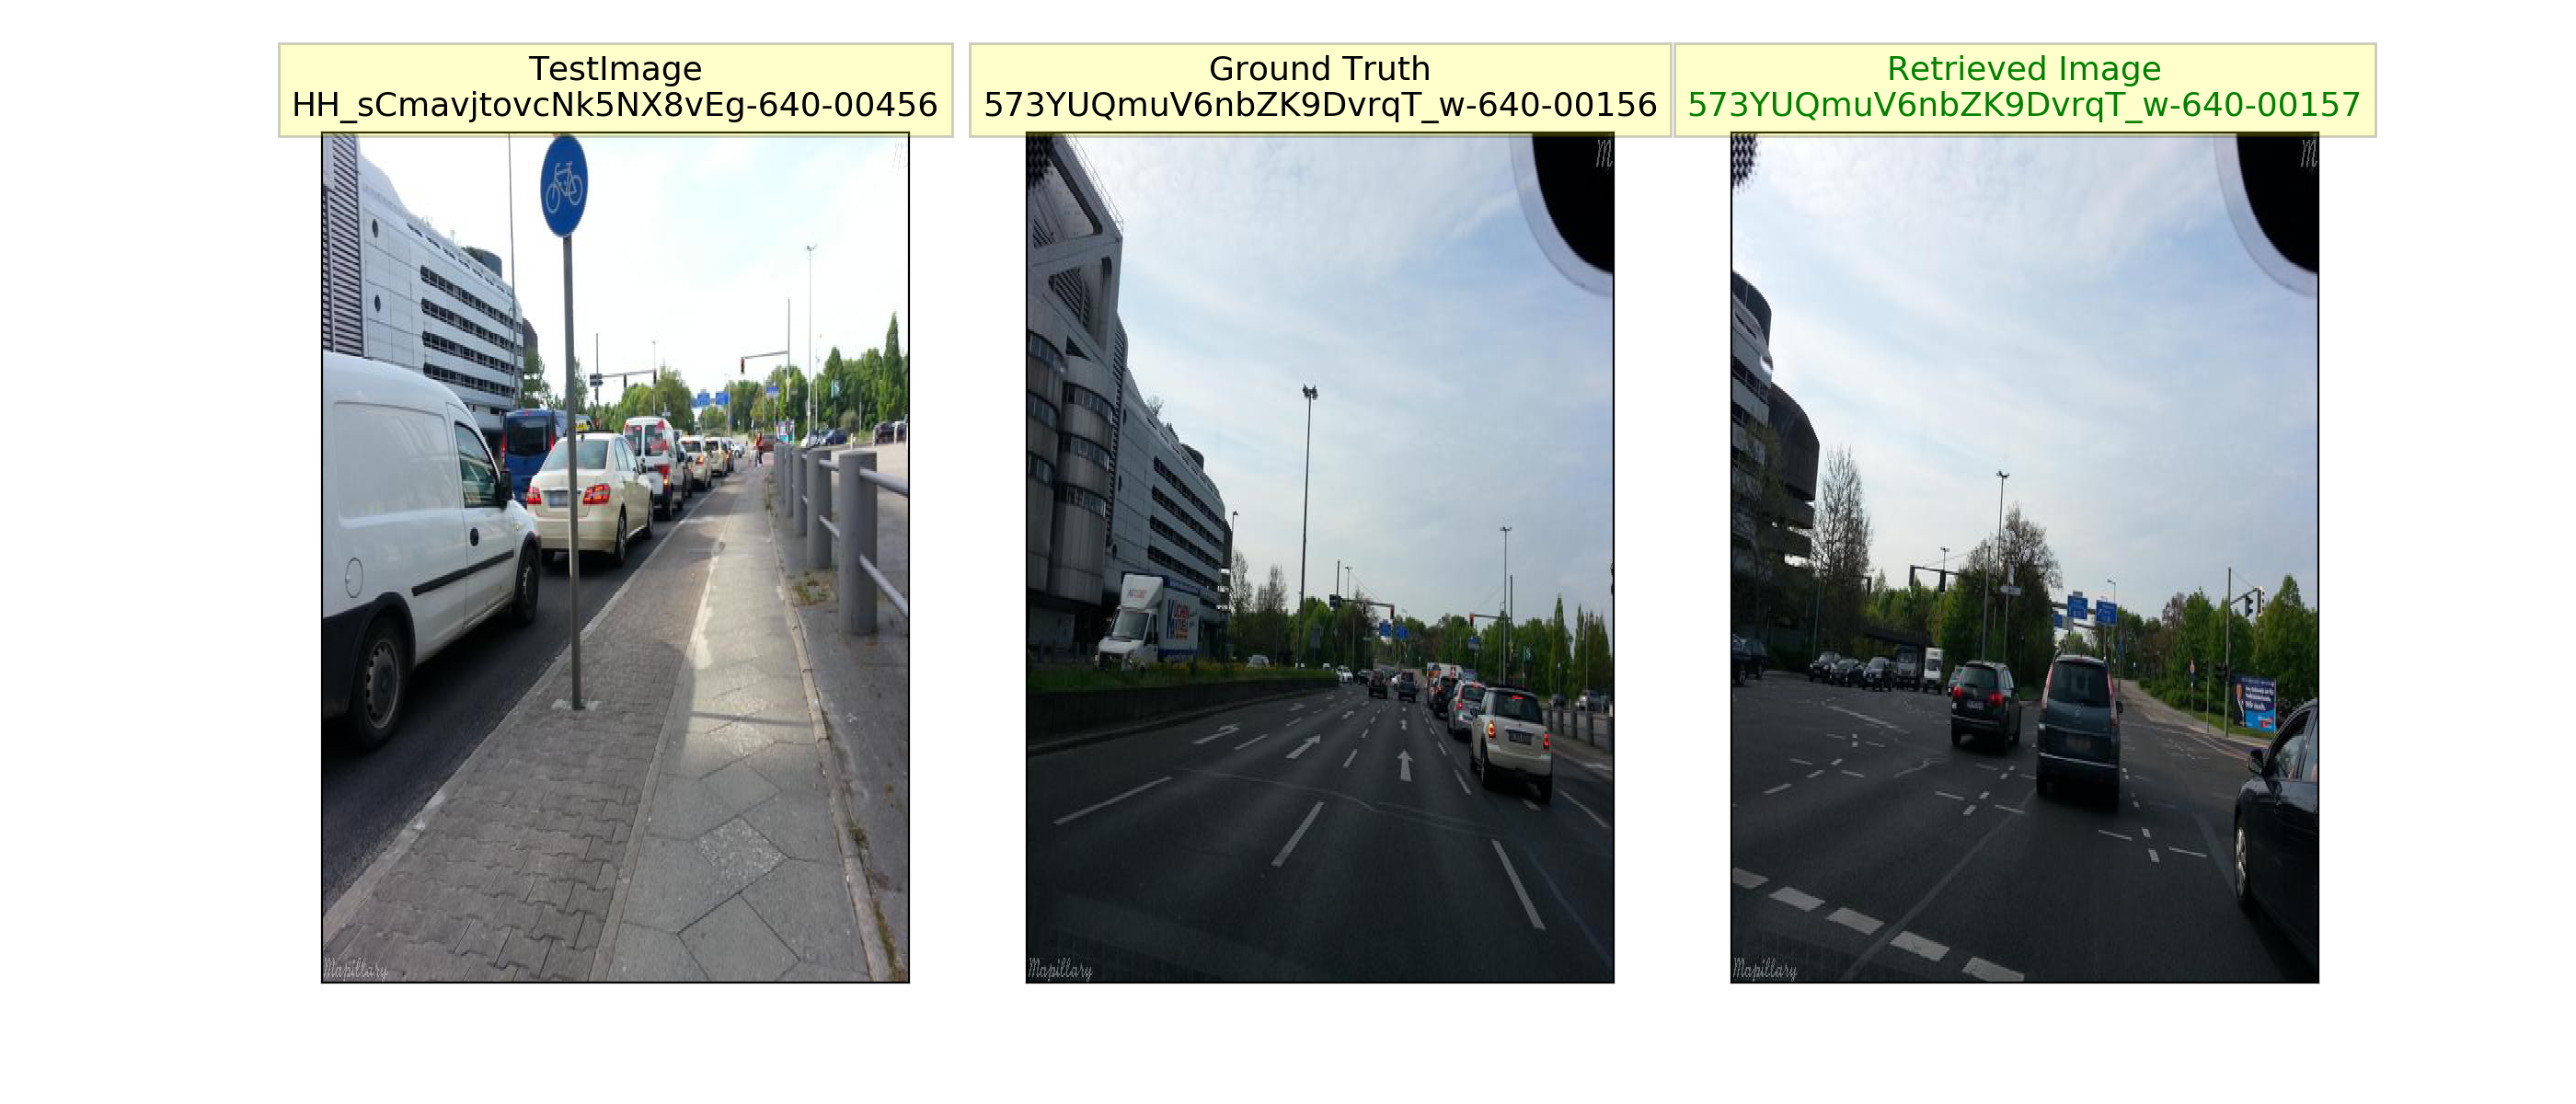 TestImage
HH_sCmavjtovcNk5NX8vEg-640-00456
Ground Truth
573YUQmuV6nbZK9DvrqT_w-640-00156
Retrieved Image
573YUQmuV6nbZK9DvrqT_w-640-00157
M
M
M
Mapillary
Mapillary
Mapillary